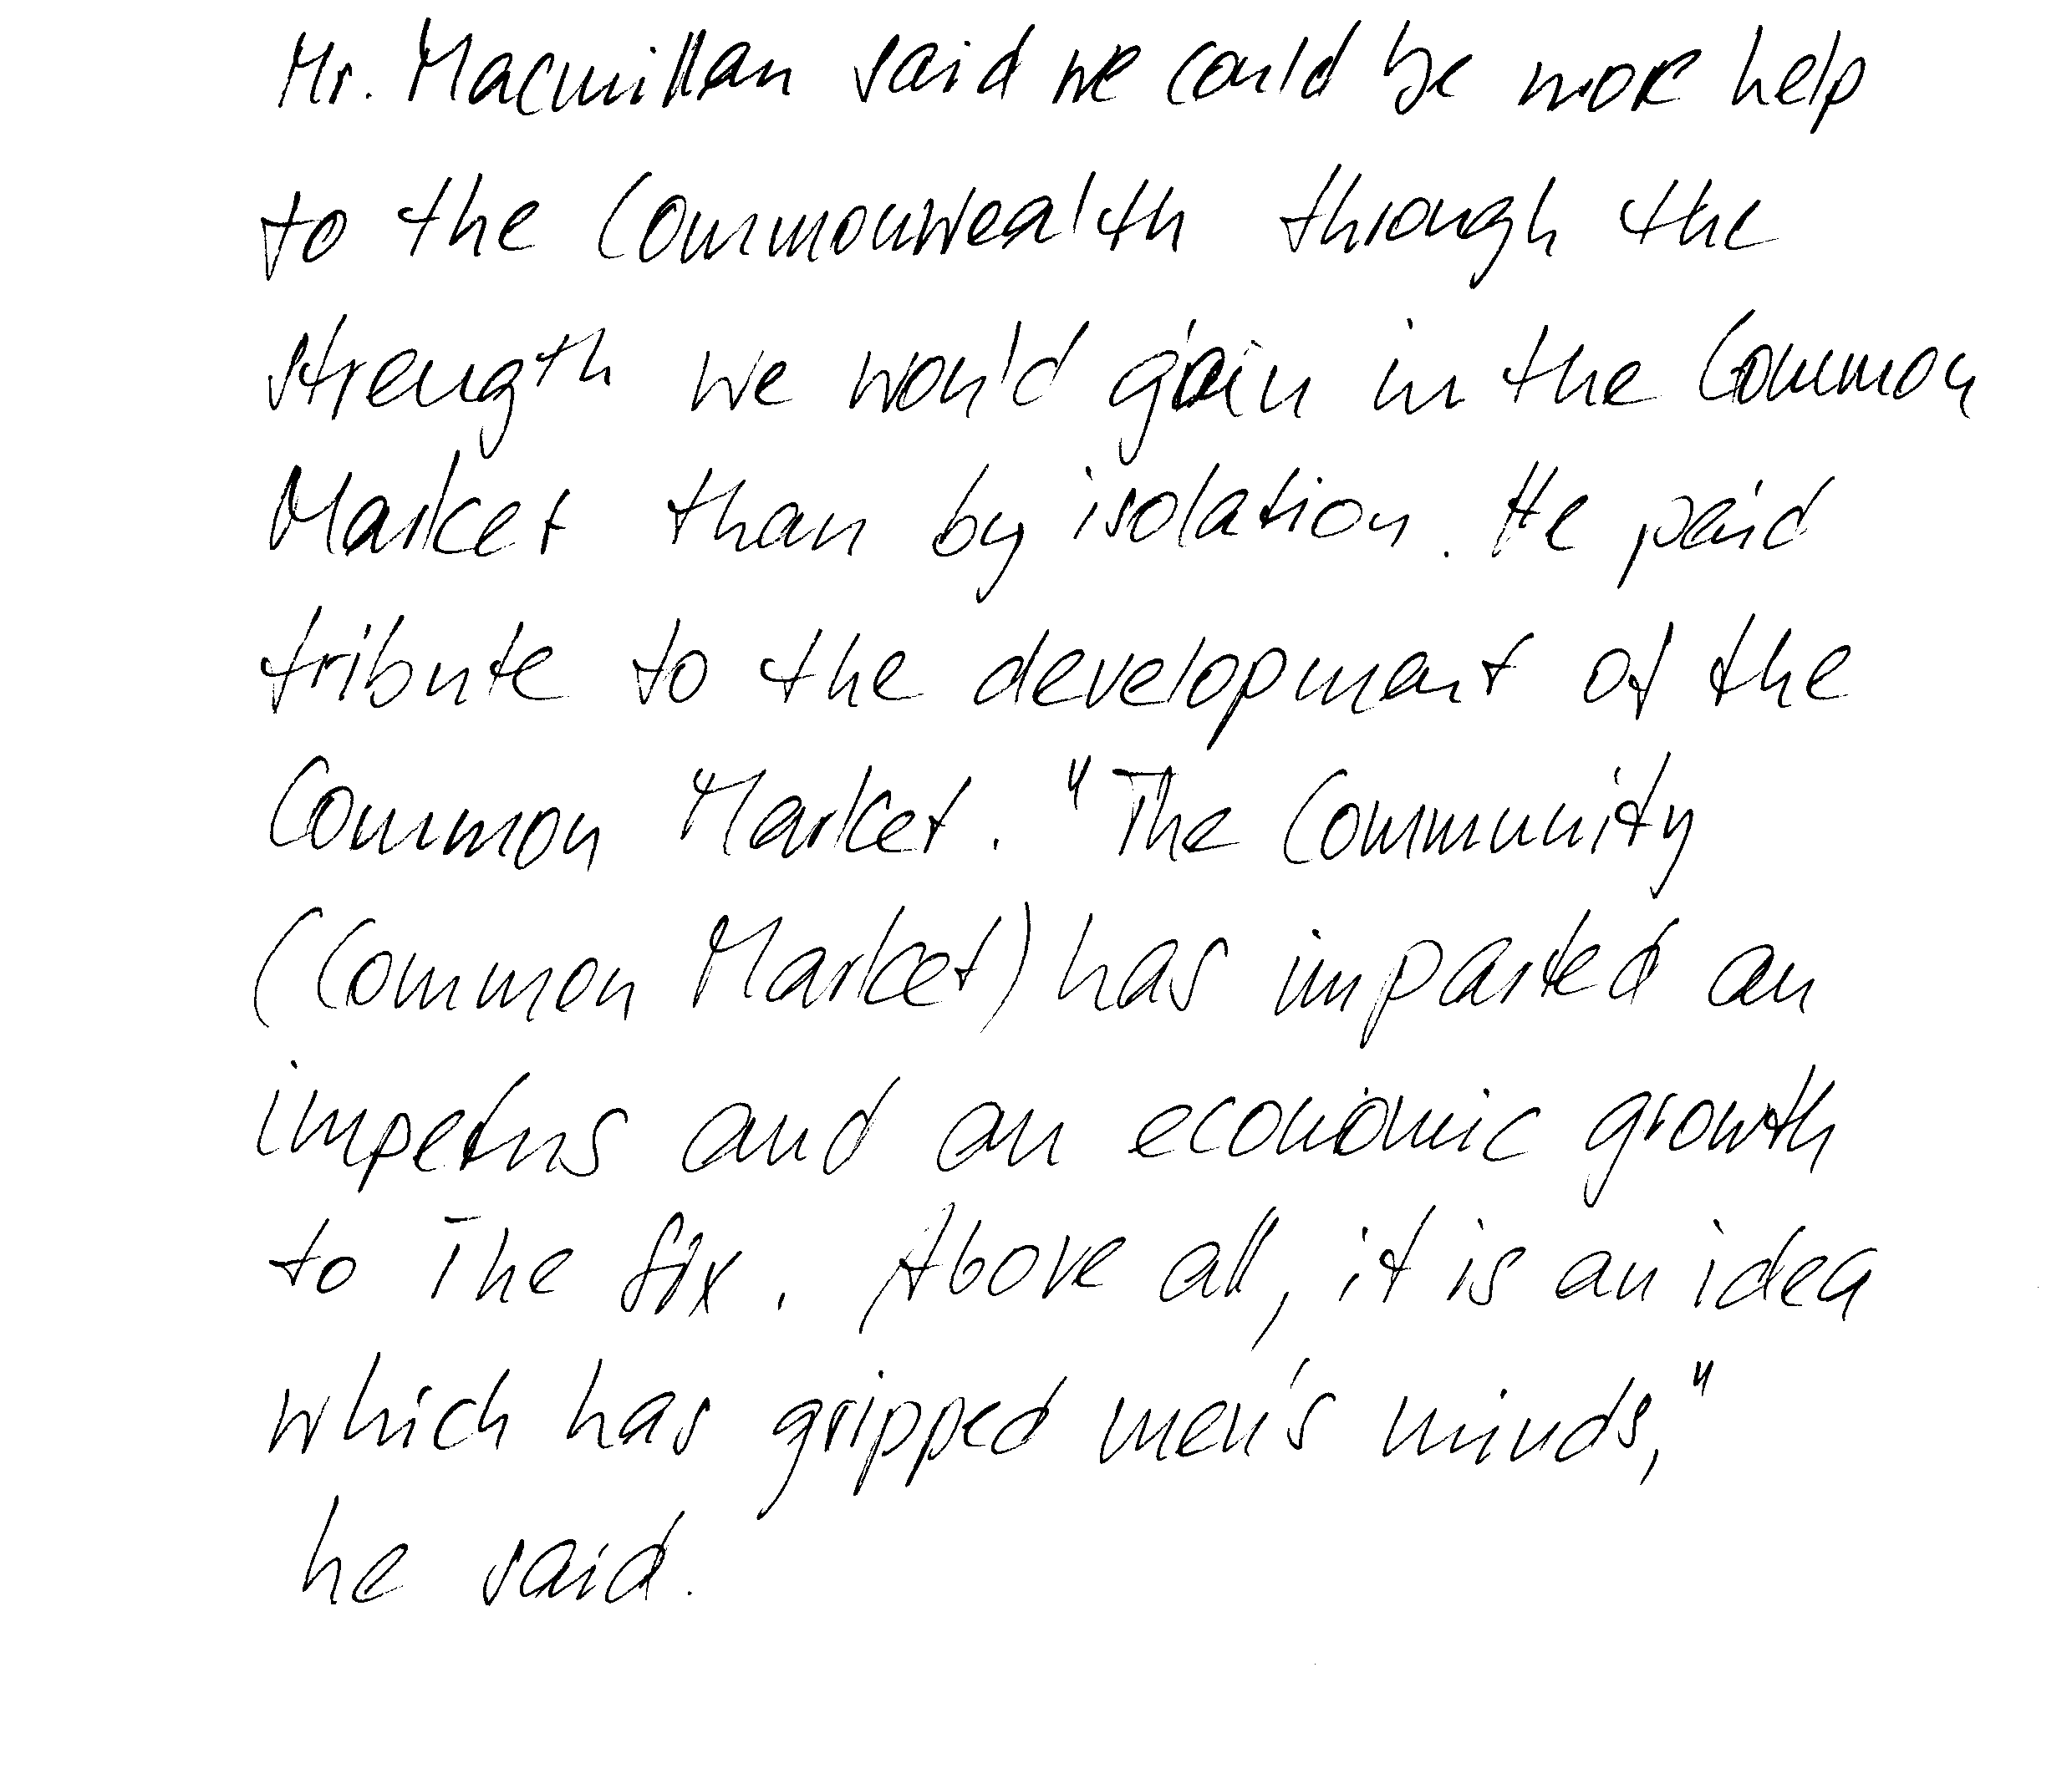 Mr. Macmillan said we could be more help
to the Commonwealth through the
strength we would gain in the Common
Market than by isolation. He paid
tribute to the development of the
Common Market. "The Community
(Common Market) has imparted an
impetus and an economic growth
to The Six. Above all, it is an idea
which has gripped men's minds,"
he said.